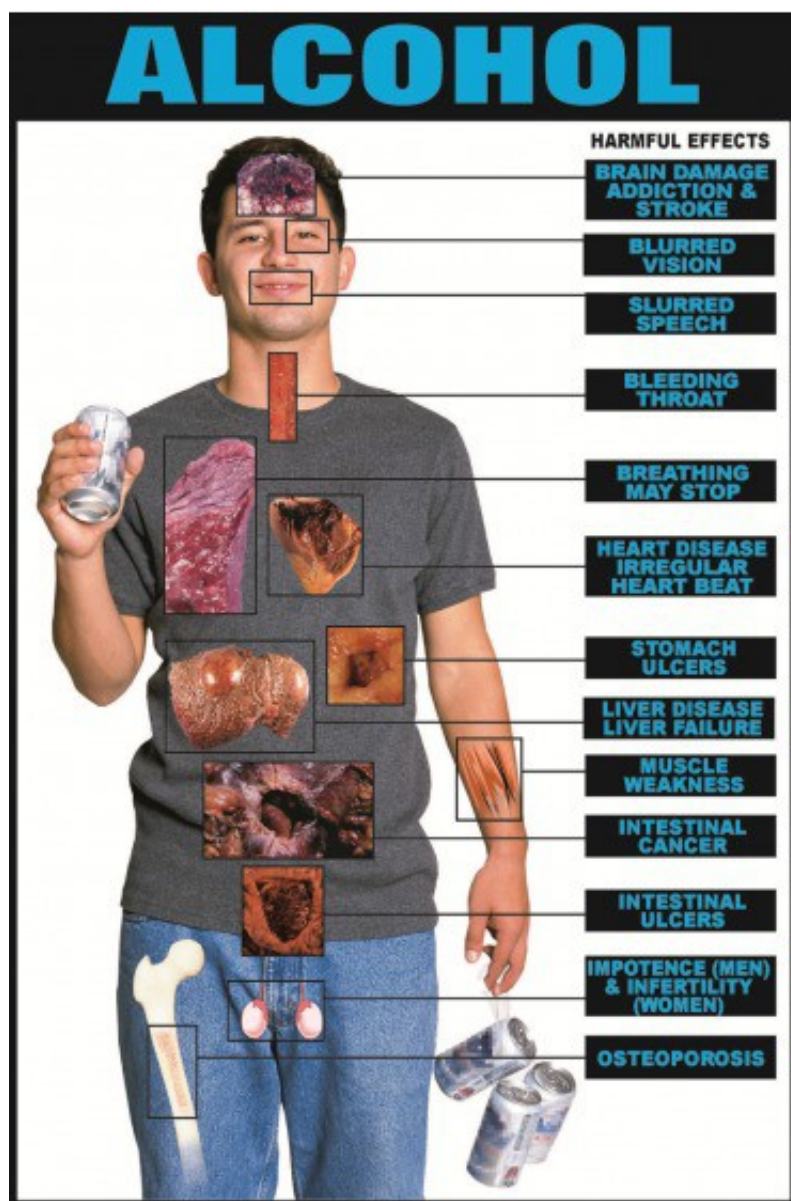 ALCOHOL
HARMFUL EFFECTS
BRAIN DAMAGE
ADDICTION &
STROKE
BLURRED
VISION
SLURRED
SPEECH
BLEEDING
THROAT
BREATHING
MAY STOP
HEART DISEASE
IRREGULAR
HEART BEAT
STOMACH
ULCERS
LIVER DISEASE
LIVER FAILURE
MUSCLE
WEAKNESS
INTESTINAL
CANCER
INTESTINAL
ULCERS
IMPOTENCE (MEN)
& INFERTILITY
(WOMEN)
OSTEOPOROSIS